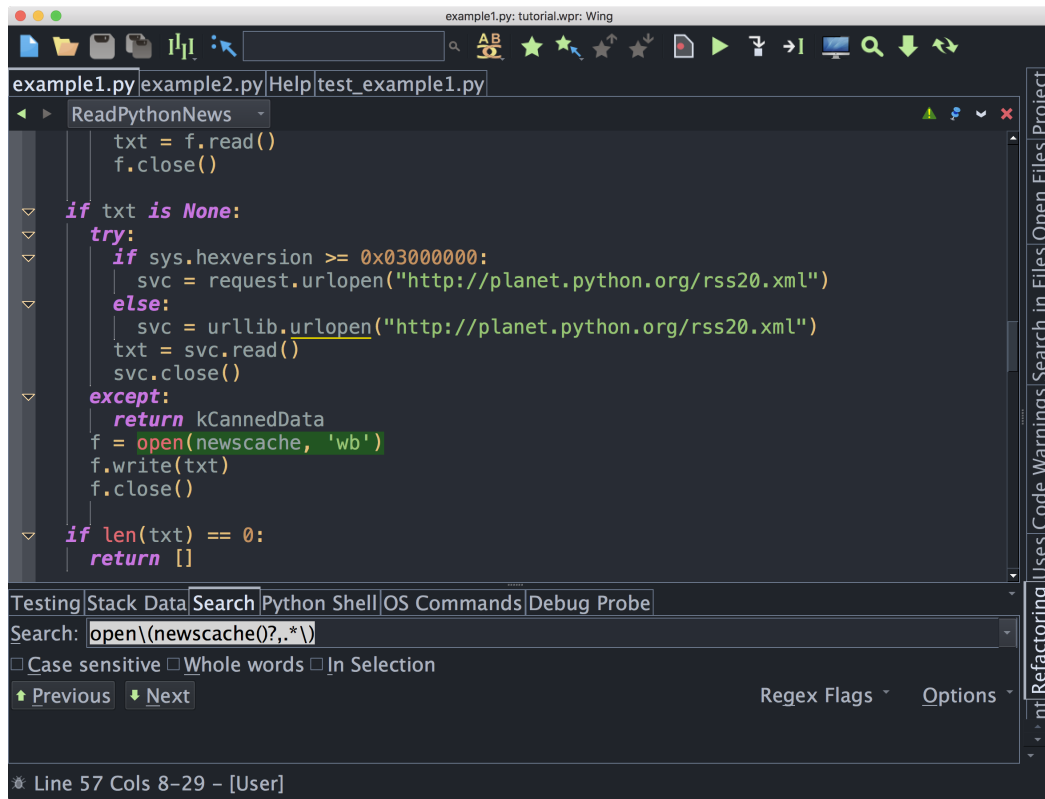 example1.py: tutorial.wpr: Wing
AB
example1.py example2.py Help test_example1.py
ReadPythonNews
txt = f.read()
f.close()
if txt is None:
try:
if sys.hexversion >= 0x03000000:
svc = request.urlopen("http://planet.python.org/rss20.xml")
else:
svc = urllib.urlopen("http://planet.python.org/rss20.xml")
txt = svc.read()
svc.close()
except:
return kCannedData
f = open(newscache, 'wb')
f.write(txt)
f.close()
if len(txt) == 0:
return []
Project
Open Files
Search in Files
Code Warnings
Uses
Refactoring
Testing Stack Data Search Python Shell OS Commands Debug Probe
Search: open\(newscache()?,.*\)
Case sensitive Whole words In Selection
Previous Next Regex Flags Options
Line 57 Cols 8-29 – [User]